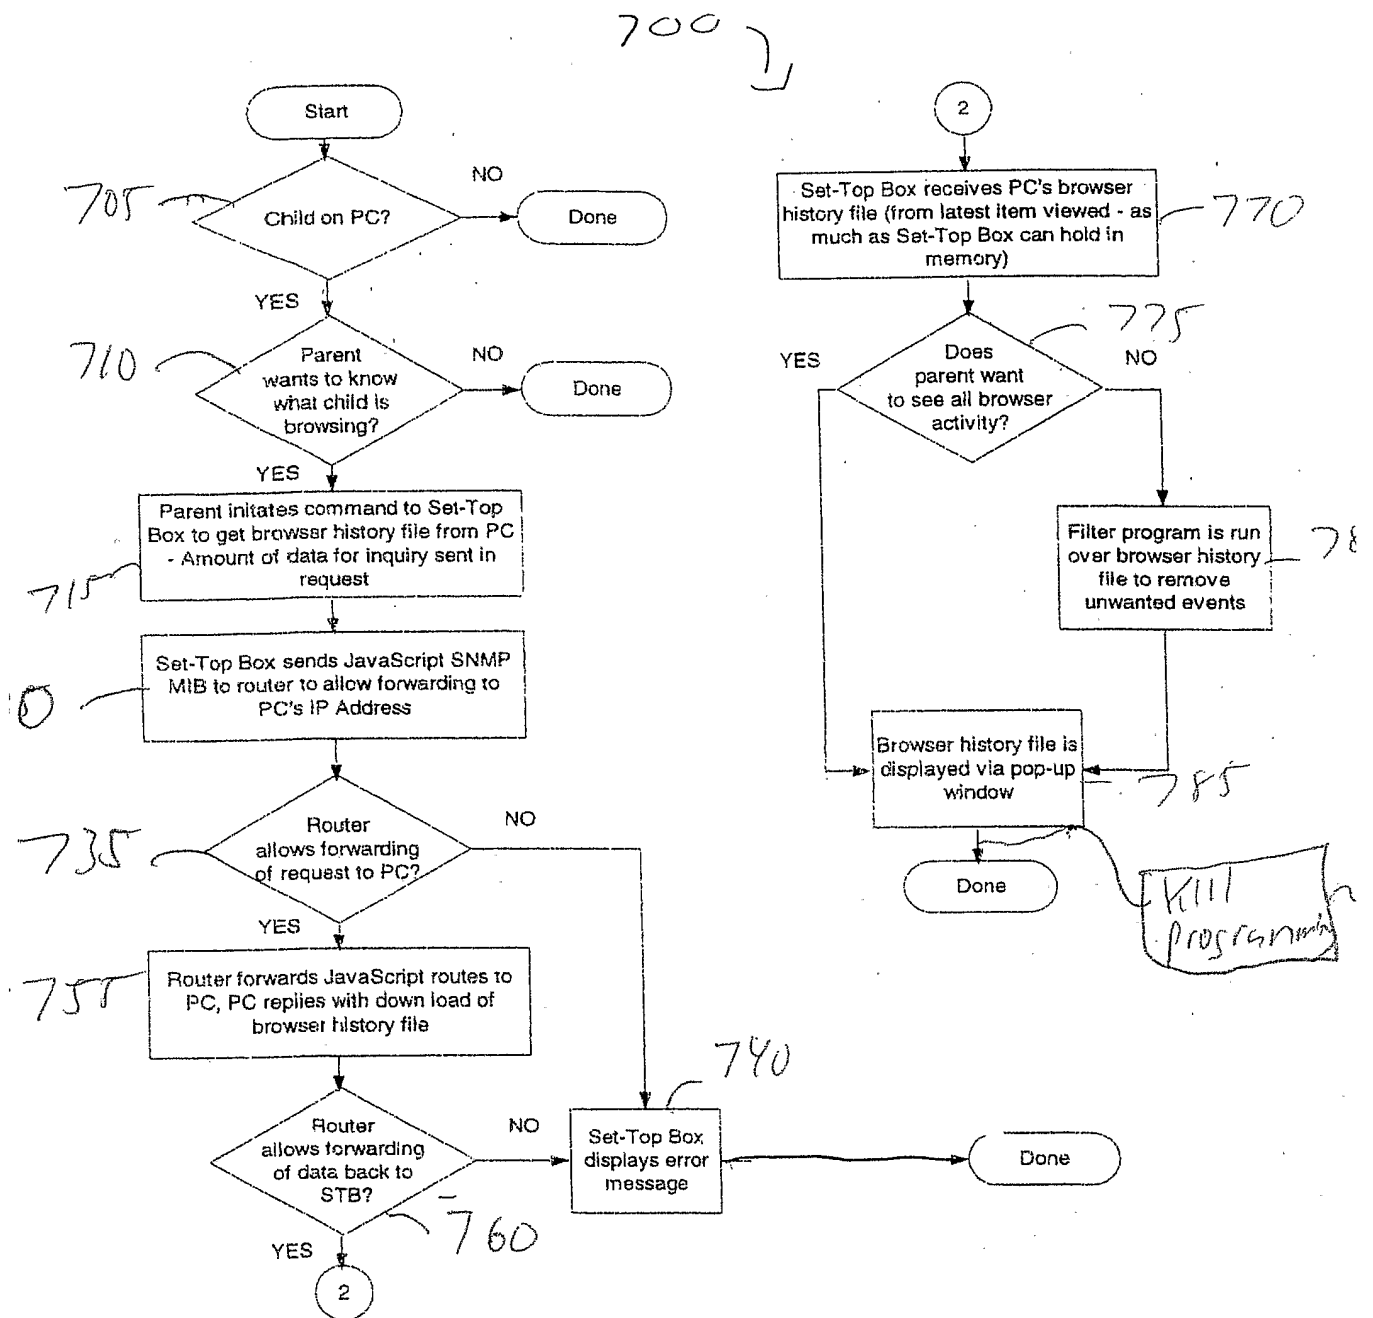 700
Start
705
Child on PC?
NO
Done
YES
710
Parent
wants to know
what child is
browsing?
NO
Done
YES
Parent initates command to Set-Top
Box to get browser history file from PC
- Amount of data for inquiry sent in
request
715
Set-Top Box sends JavaScript SNMP
MIB to router to allow forwarding to
PC's IP Address
0
735
Router
allows forwarding
of request to PC?
NO
YES
755
Router forwards JavaScript routes to
PC, PC replies with down load of
browser history file
Router
allows forwarding
of data back to
STB?
NO
760
YES
2
740
Set-Top Box
displays error
message
Done
2
Set-Top Box receives PC's browser
history file (from latest item viewed - as
much as Set-Top Box can hold in
memory)
770
775
Does
parent want
to see all browser
activity?
YES
NO
Filter program is run
over browser history
file to remove
unwanted events
78
Browser history file is
displayed via pop-up
window
785
Done
Kill